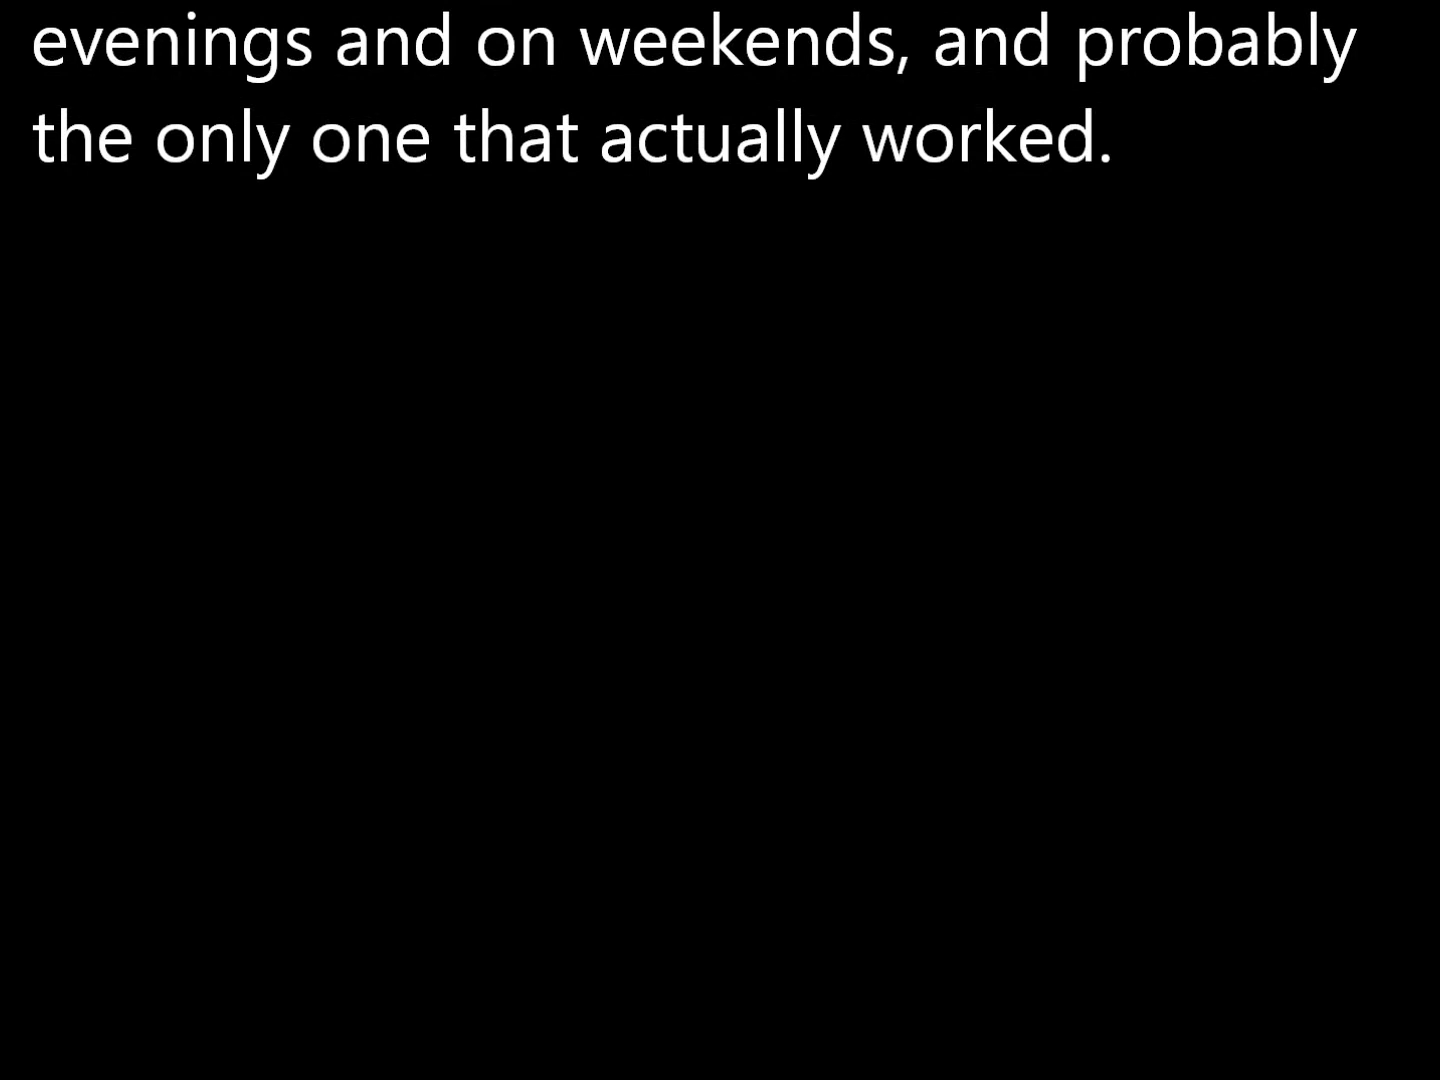 evenings and on weekends, and probably
the only one that actually worked.